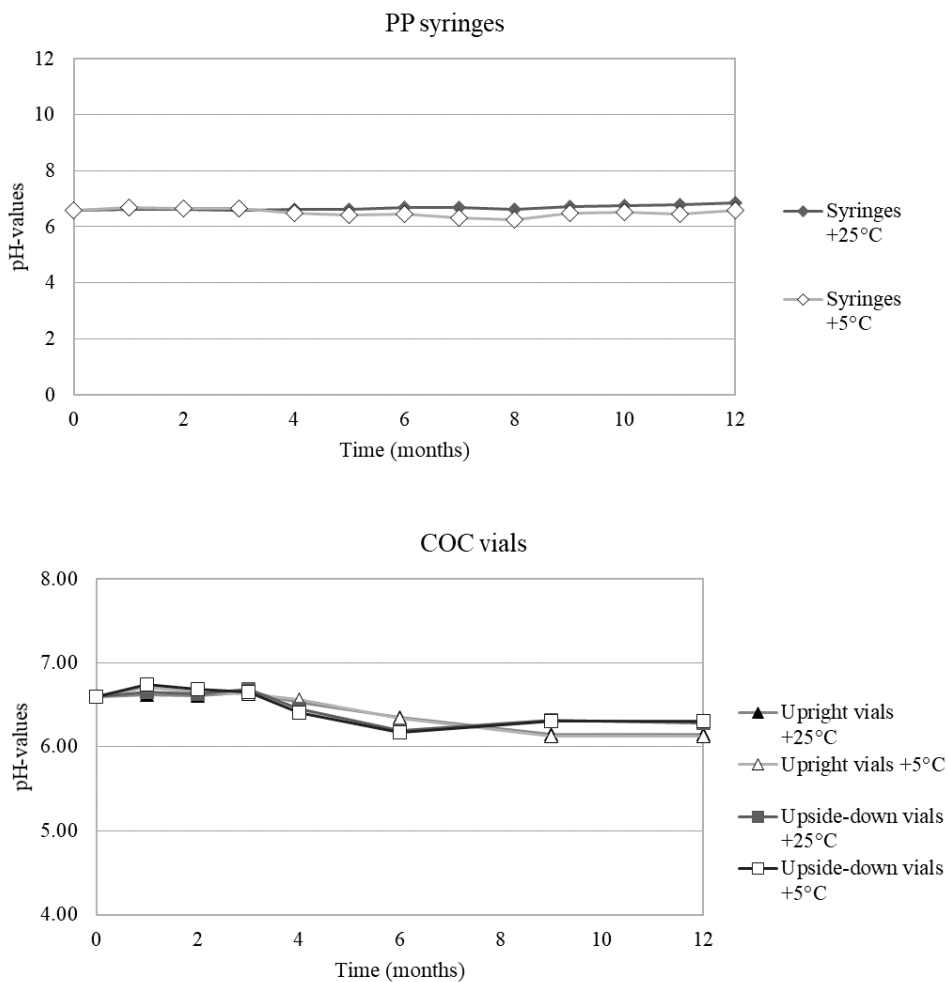 PP syringes
12
10
8
6
4
2
0
pH-values
0 2 4 6 8 10 12
Time (months)
Syringes
+25°C
Syringes
+5°C
COC vials
8.00
7.00
6.00
5.00
4.00
pH-values
0 2 4 6 8 10 12
Time (months)
Upright vials
+25°C
Upright vials +5°C
Upside-down vials
+25°C
Upside-down vials
+5°C